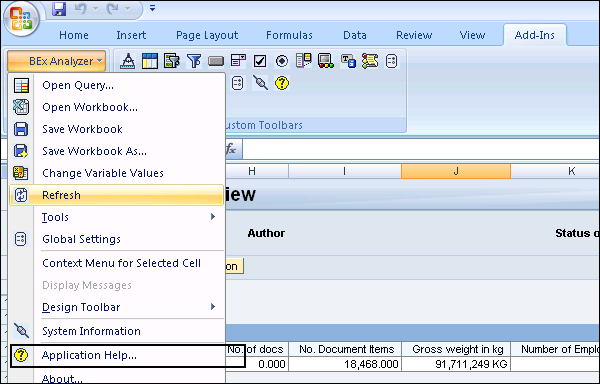 Home Insert Page Layout Formulas Data Review View Add-Ins
BEx Analyzer
Open Query...
Open Workbook...
Save Workbook
Save Workbook As...
Change Variable Values
Refresh
Tools
Global Settings
Context Menu for Selected Cell
Display Messages
Design Toolbar
System Information
Application Help...
About...
ustom Toolbars
fx
H I J K
iew
Author Status o
on
No. of docs No. Document Items Gross weight in kg Number of Emplo
0.000 18,468.000 91,711,249 KG